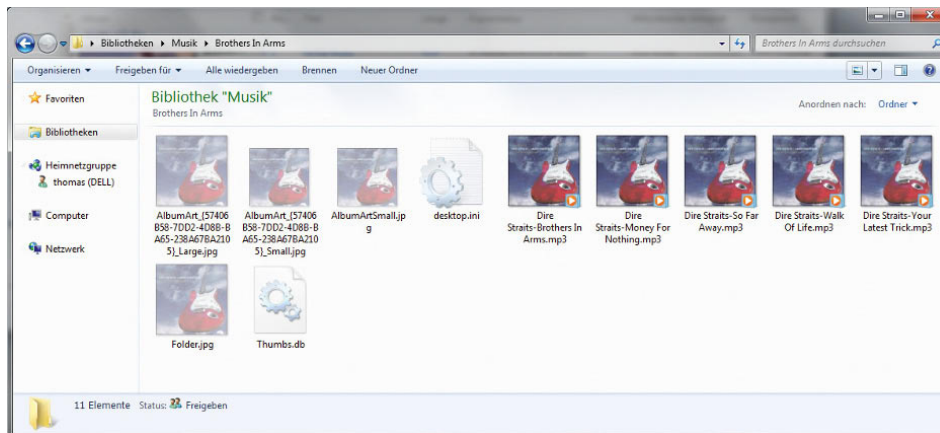 Bibliotheken ▸ Musik ▸ Brothers In Arms
Brothers In Arms durchsuchen
Organisieren
Freigeben für
Alle wiedergeben
Brennen
Neuer Ordner
Favoriten
Bibliotheken
Heimnetzgruppe
thomas (DELL)
Computer
Netzwerk
Bibliothek "Musik"
Brothers In Arms
Anordnen nach: Ordner
AlbumArt_{57406
B58-7DD2-4D8B-B
A65-238A67BA210
5}_Large.jpg
AlbumArt_{57406
B58-7DD2-4D8B-B
A65-238A67BA210
5}_Small.jpg
AlbumArtSmall.jp
g
desktop.ini
Dire
Straits-Brothers In
Arms.mp3
Dire
Straits-Money For
Nothing.mp3
Dire Straits-So Far
Away.mp3
Dire Straits-Walk
Of Life.mp3
Dire Straits-Your
Latest Trick.mp3
Folder.jpg
Thumbs.db
11 Elemente Status: Freigeben